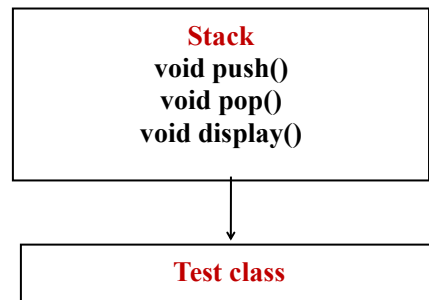 Stack
void push()
void pop()
void display()
Test class